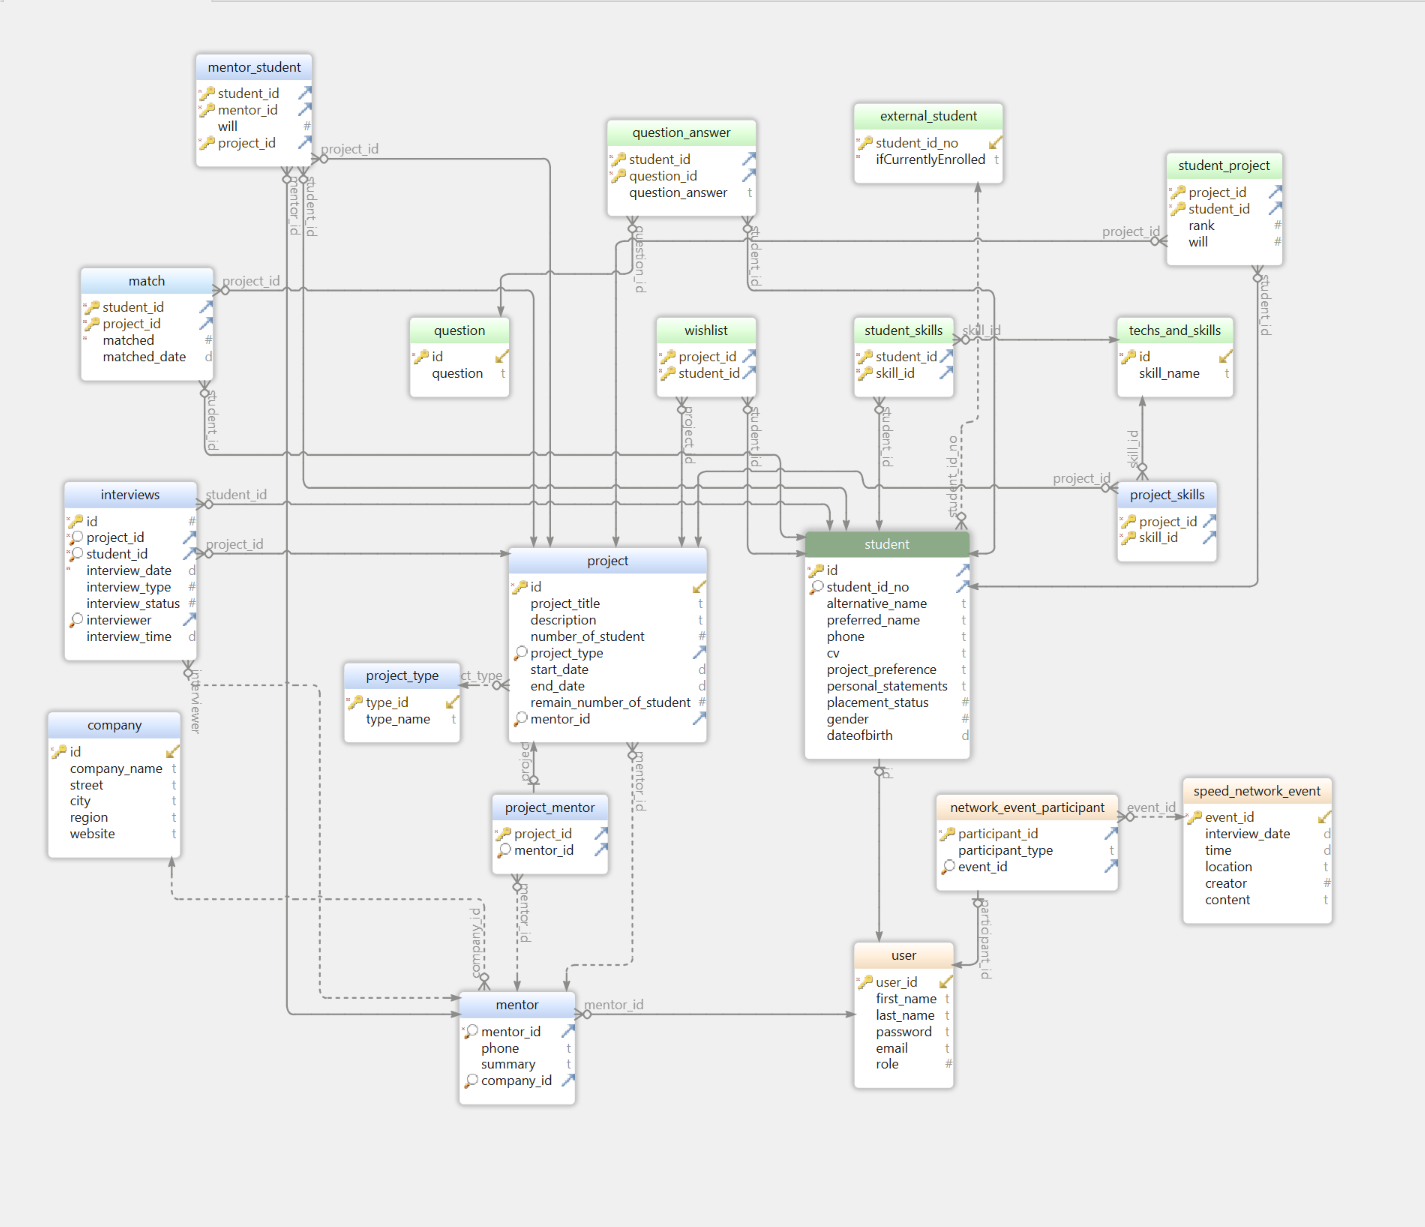 mentor_student
student_id
mentor_id
will #
project_id
project_id
mentor_id
student_id
question_answer
student_id
question_id
question_answer t
question_id
student_id
external_student
student_id_no
ifCurrentlyEnrolled t
student_project
project_id
student_id
rank #
will #
project_id
student_id
match
student_id
project_id
matched #
matched_date d
project_id
student_id
question
id
question t
wishlist
project_id
student_id
project_id
student_id
student_skills
student_id
skill_id
skill_id
student_id
techs_and_skills
id
skill_name t
skill_id
student_id_no
project_id
project_skills
project_id
skill_id
interviews
id #
project_id
student_id
interview_date d
interview_type #
interview_status #
interviewer
interview_time d
student_id
project_id
interviewer
project
id
project_title t
description t
number_of_student #
project_type
start_date d
end_date d
remain_number_of_student #
mentor_id
student
id
student_id_no
alternative_name t
preferred_name t
phone t
cv t
project_preference t
personal_statements t
placement_status #
gender #
dateofbirth d
id
project_type
type_id
type_name t
ct_type
company
id
company_name t
street t
city t
region t
website t
project
mentor_id
project_mentor
project_id
mentor_id
mentor_id
company_id
network_event_participant
participant_id
participant_type t
event_id
event_id
participant_id
speed_network_event
event_id
interview_date d
time d
location t
creator #
content t
user
user_id
first_name t
last_name t
password t
email t
role #
mentor
mentor_id
phone t
summary t
company_id
mentor_id